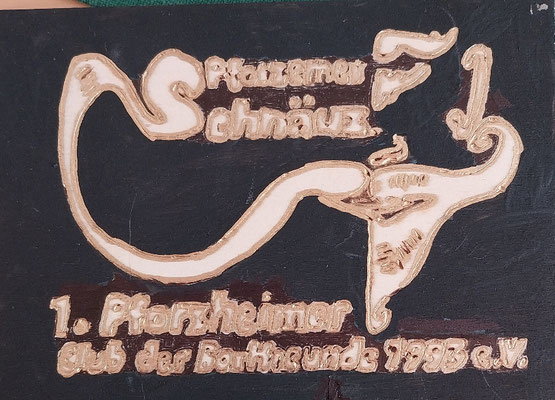 Pforzemer
Schnäuz
1. Pforzheimer
Club der Bartfreunde 1993 e.V.